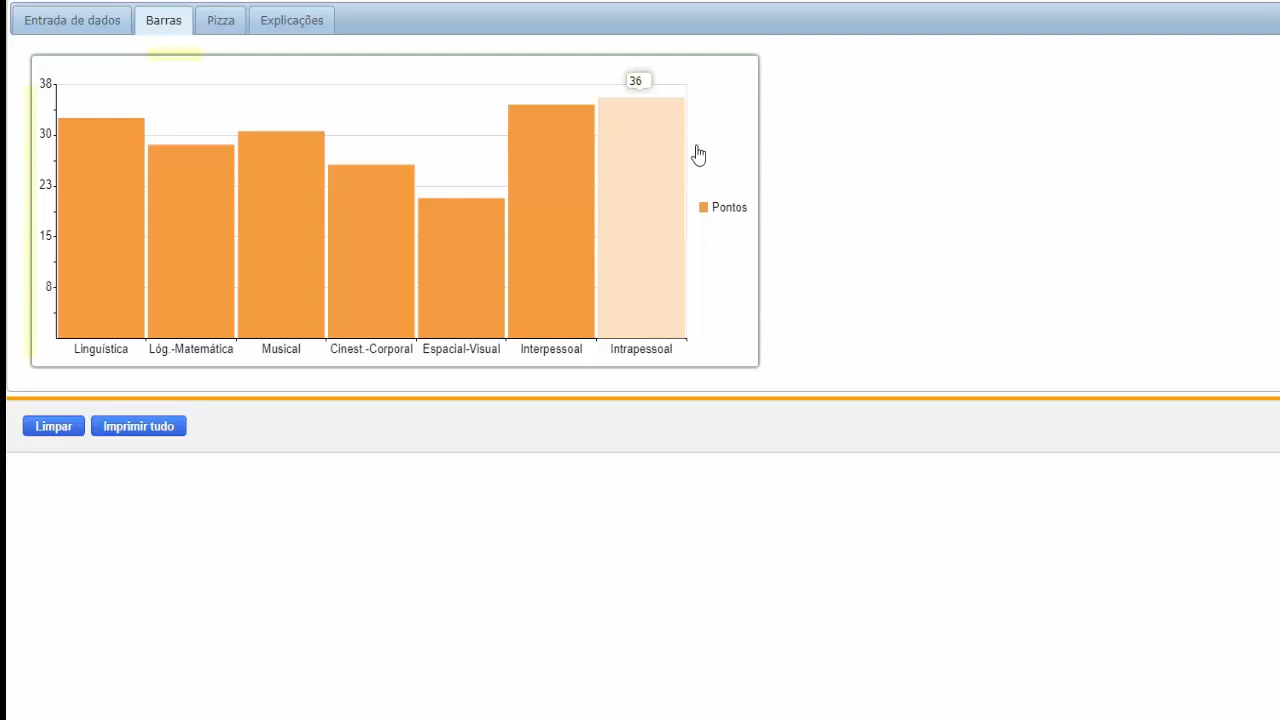 Entrada de dados Barras Pizza Explicações
36
38
30
23
15
8
Pontos
Linguística Lóg.-Matemática Musical Cinest.-Corporal Espacial-Visual Interpessoal Intrapessoal
Limpar Imprimir tudo